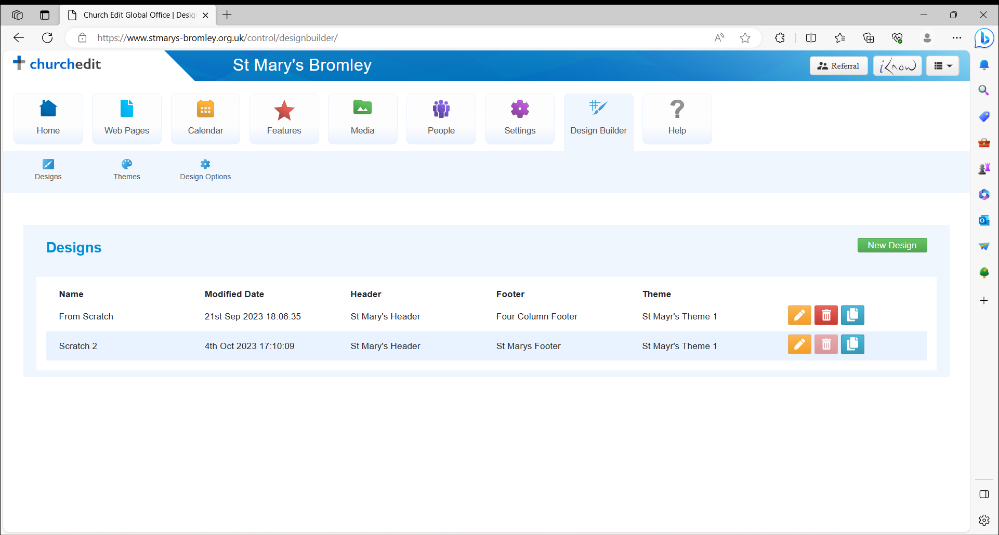 Church Edit Global Office | Desig
https://www.stmarys-bromley.org.uk/control/designbuilder/
churchedit
St Mary's Bromley
Referral
iKnow
Home
Web Pages
Calendar
Features
Media
People
Settings
Design Builder
Help
Designs
Themes
Design Options
Designs
New Design
Name Modified Date Header Footer Theme
From Scratch 21st Sep 2023 18:06:35 St Mary's Header Four Column Footer St Mayr's Theme 1
Scratch 2 4th Oct 2023 17:10:09 St Mary's Header St Marys Footer St Mayr's Theme 1